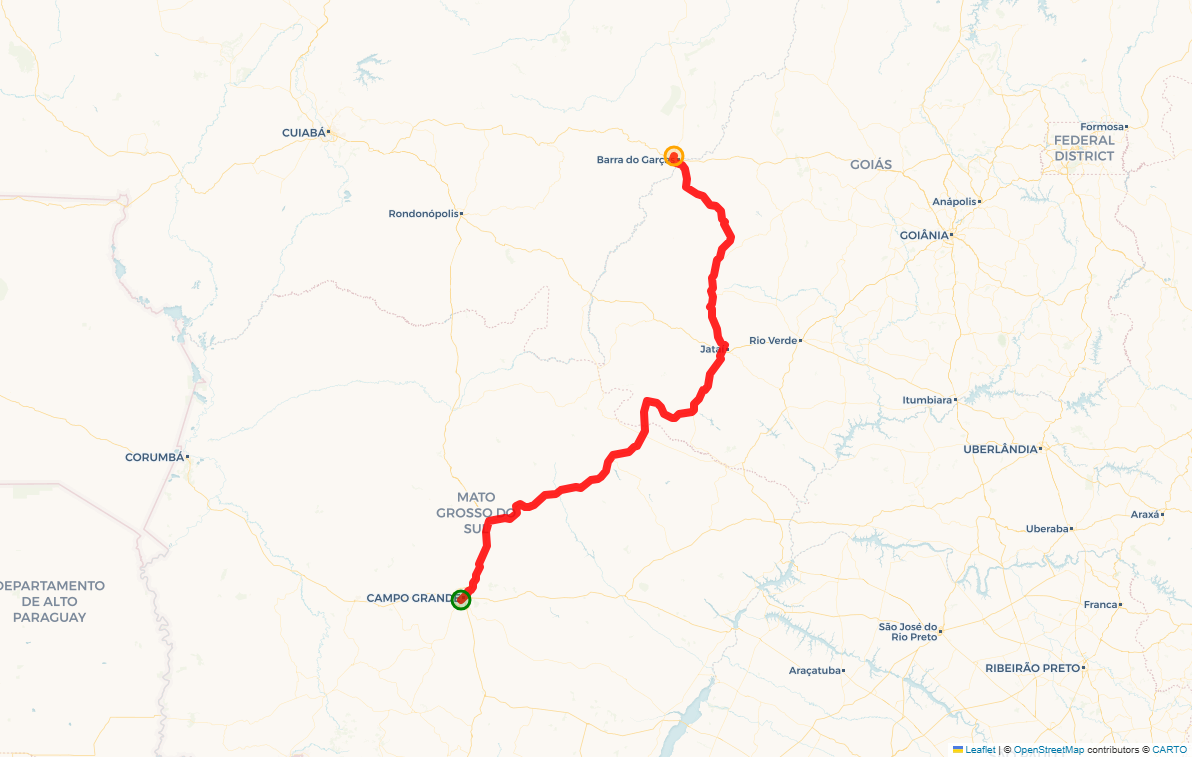 Formosa
CUIABÁ
FEDERAL
DISTRICT
Barra do Garç
GOIÁS
Anápolis
Rondonópolis
GOIÂNIA
Rio Verde
Jata
Itumbiara
UBERLÂNDIA
CORUMBÁ
MATO
GROSSO DO
SUL
Araxá
Uberaba
DEPARTAMENTO
DE ALTO
PARAGUAY
CAMPO GRANDE
Franca
São José do
Rio Preto
RIBEIRÃO PRETO
Araçatuba
Leaflet | © OpenStreetMap contributors © CARTO